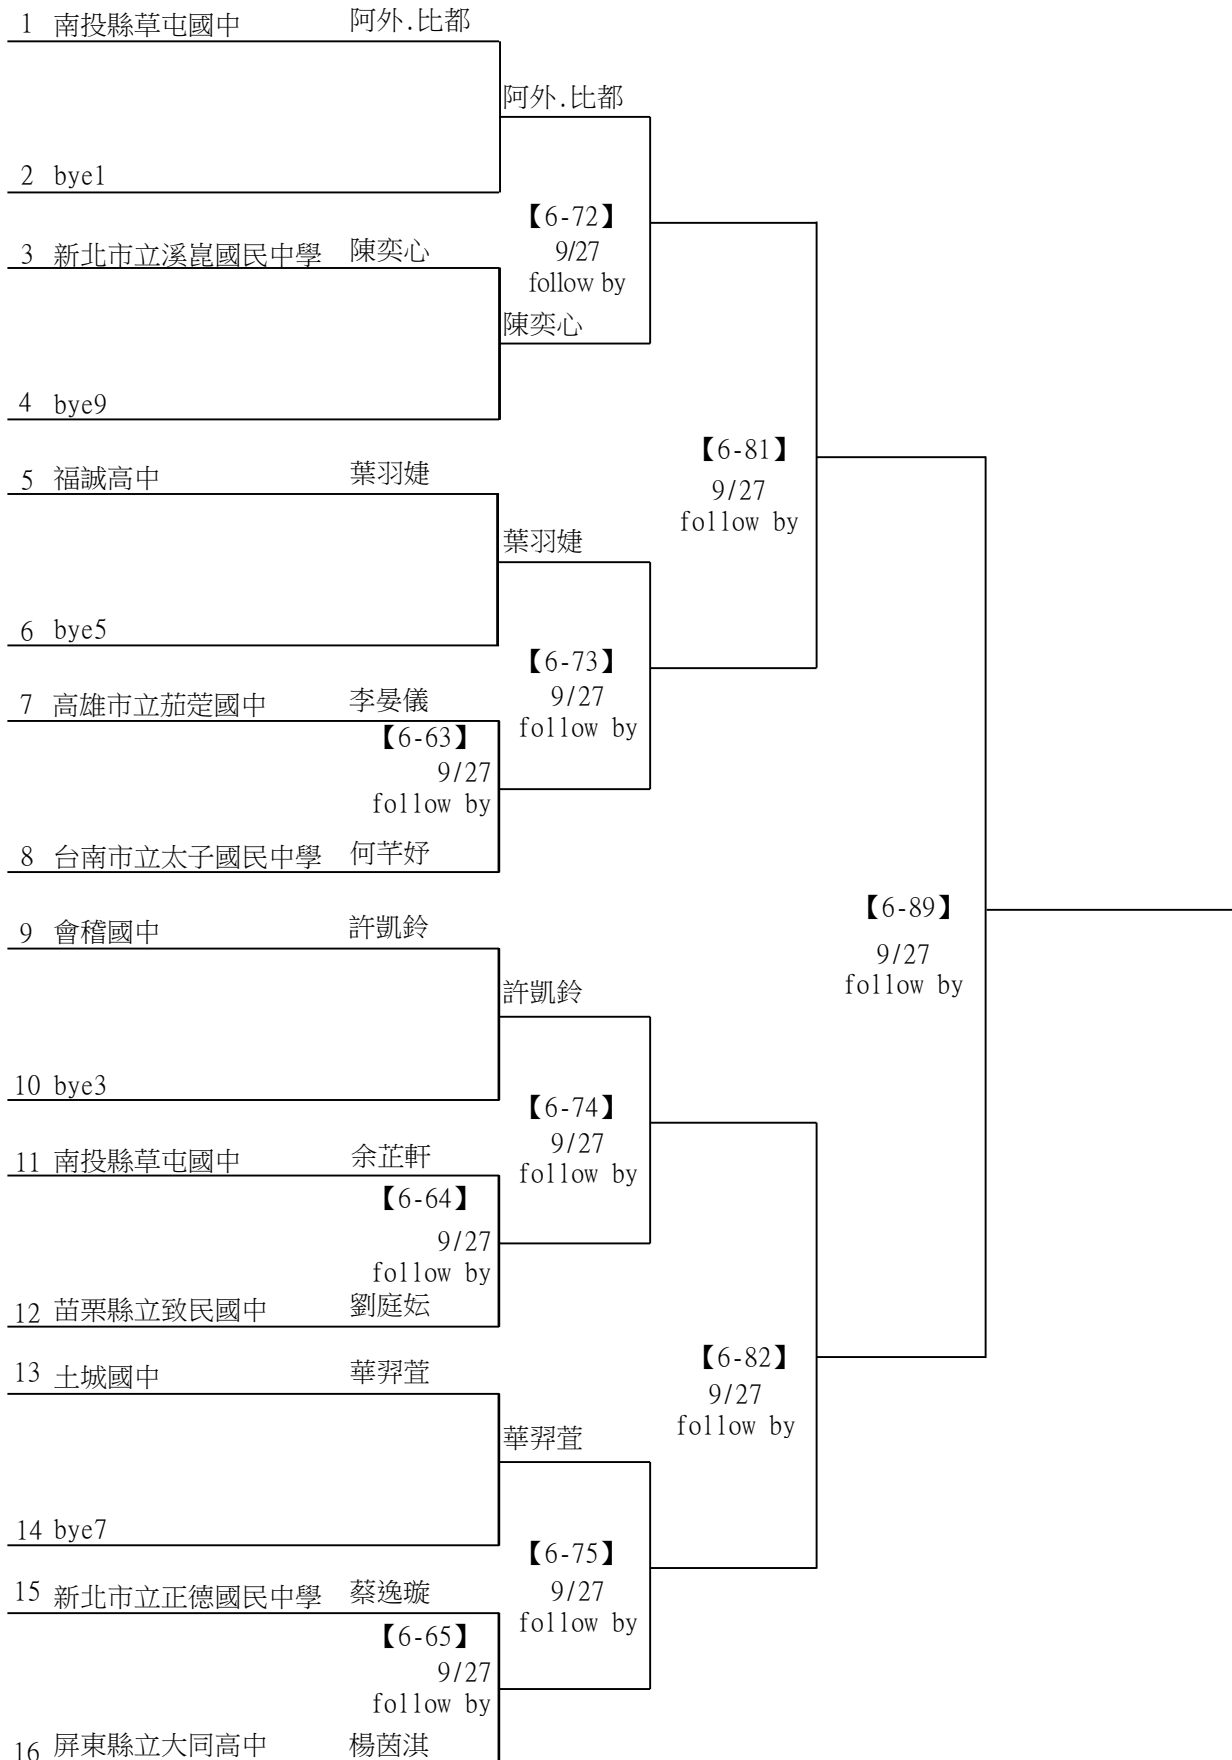 1 南投縣草屯國中 阿外.比都
阿外.比都
2 bye1
【6-72】
9/27
follow by
3 新北市立溪崑國民中學 陳奕心
陳奕心
4 bye9
【6-81】
9/27
follow by
5 福誠高中 葉羽婕
葉羽婕
6 bye5
【6-73】
9/27
follow by
7 高雄市立茄萣國中 李晏儀
【6-63】
9/27
follow by
8 台南市立太子國民中學 何芊妤
【6-89】
9/27
follow by
9 會稽國中 許凱鈴
許凱鈴
10 bye3
【6-74】
9/27
follow by
11 南投縣草屯國中 余芷軒
【6-64】
9/27
follow by
12 苗栗縣立致民國中 劉庭妘
【6-82】
9/27
follow by
13 土城國中 華羿萱
華羿萱
14 bye7
【6-75】
9/27
follow by
15 新北市立正德國民中學 蔡逸璇
【6-65】
9/27
follow by
16 屏東縣立大同高中 楊茵淇